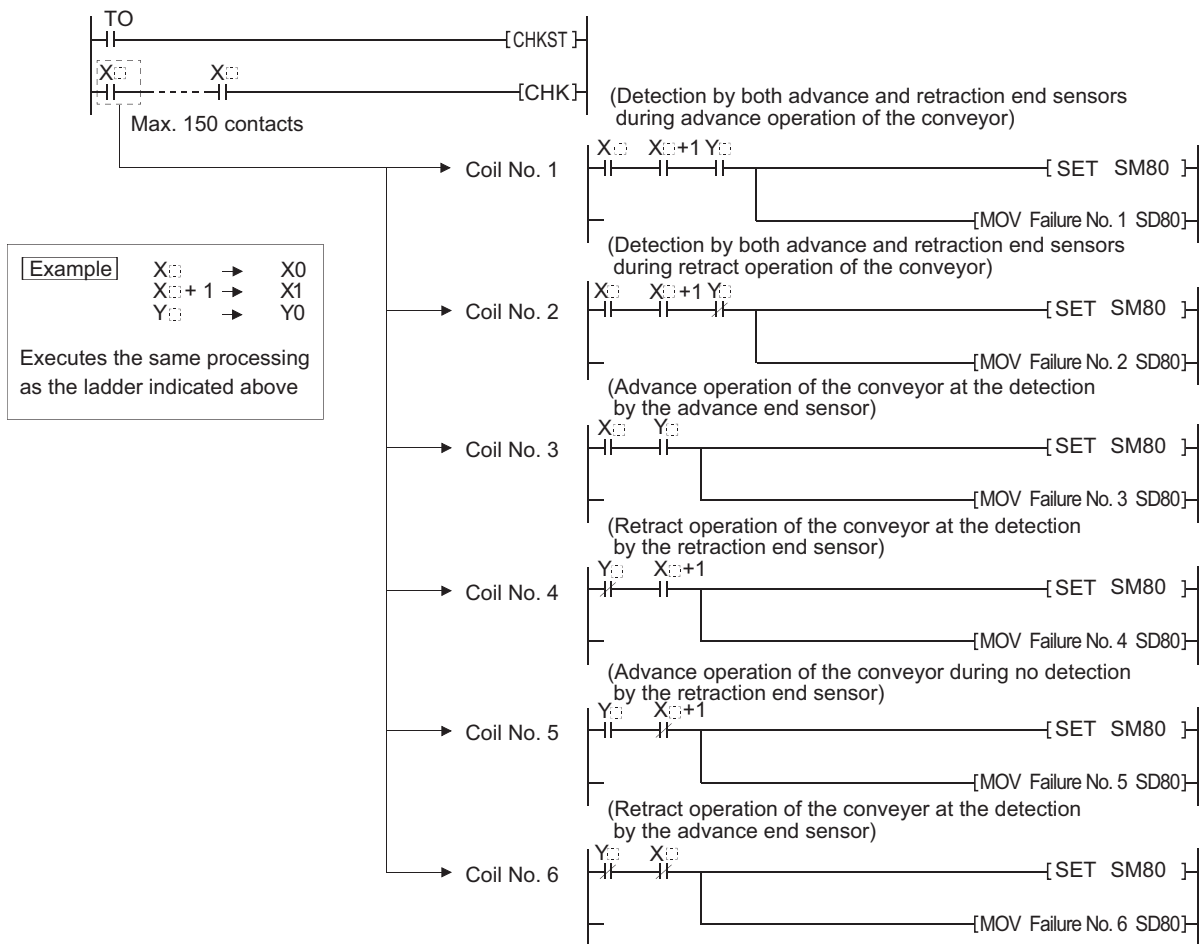 TO
[CHKST]
X⬚ X⬚
[CHK]
Max. 150 contacts
(Detection by both advance and retraction end sensors
during advance operation of the conveyor)
Coil No. 1
X⬚ X⬚+1 Y⬚
[ SET SM80 ]
[MOV Failure No. 1 SD80]
(Detection by both advance and retraction end sensors
during retract operation of the conveyor)
Coil No. 2
X⬚ X⬚+1 Y⬚
[ SET SM80 ]
[MOV Failure No. 2 SD80]
Example X⬚ → X0
X⬚ + 1 → X1
Y⬚ → Y0
Executes the same processing
as the ladder indicated above
(Advance operation of the conveyor at the detection
by the advance end sensor)
Coil No. 3
X⬚ Y⬚
[ SET SM80 ]
[MOV Failure No. 3 SD80]
(Retract operation of the conveyor at the detection
by the retraction end sensor)
Coil No. 4
Y⬚ X⬚+1
[ SET SM80 ]
[MOV Failure No. 4 SD80]
(Advance operation of the conveyor during no detection
by the retraction end sensor)
Coil No. 5
Y⬚ X⬚+1
[ SET SM80 ]
[MOV Failure No. 5 SD80]
(Retract operation of the conveyer at the detection
by the advance end sensor)
Coil No. 6
Y⬚ X⬚
[ SET SM80 ]
[MOV Failure No. 6 SD80]